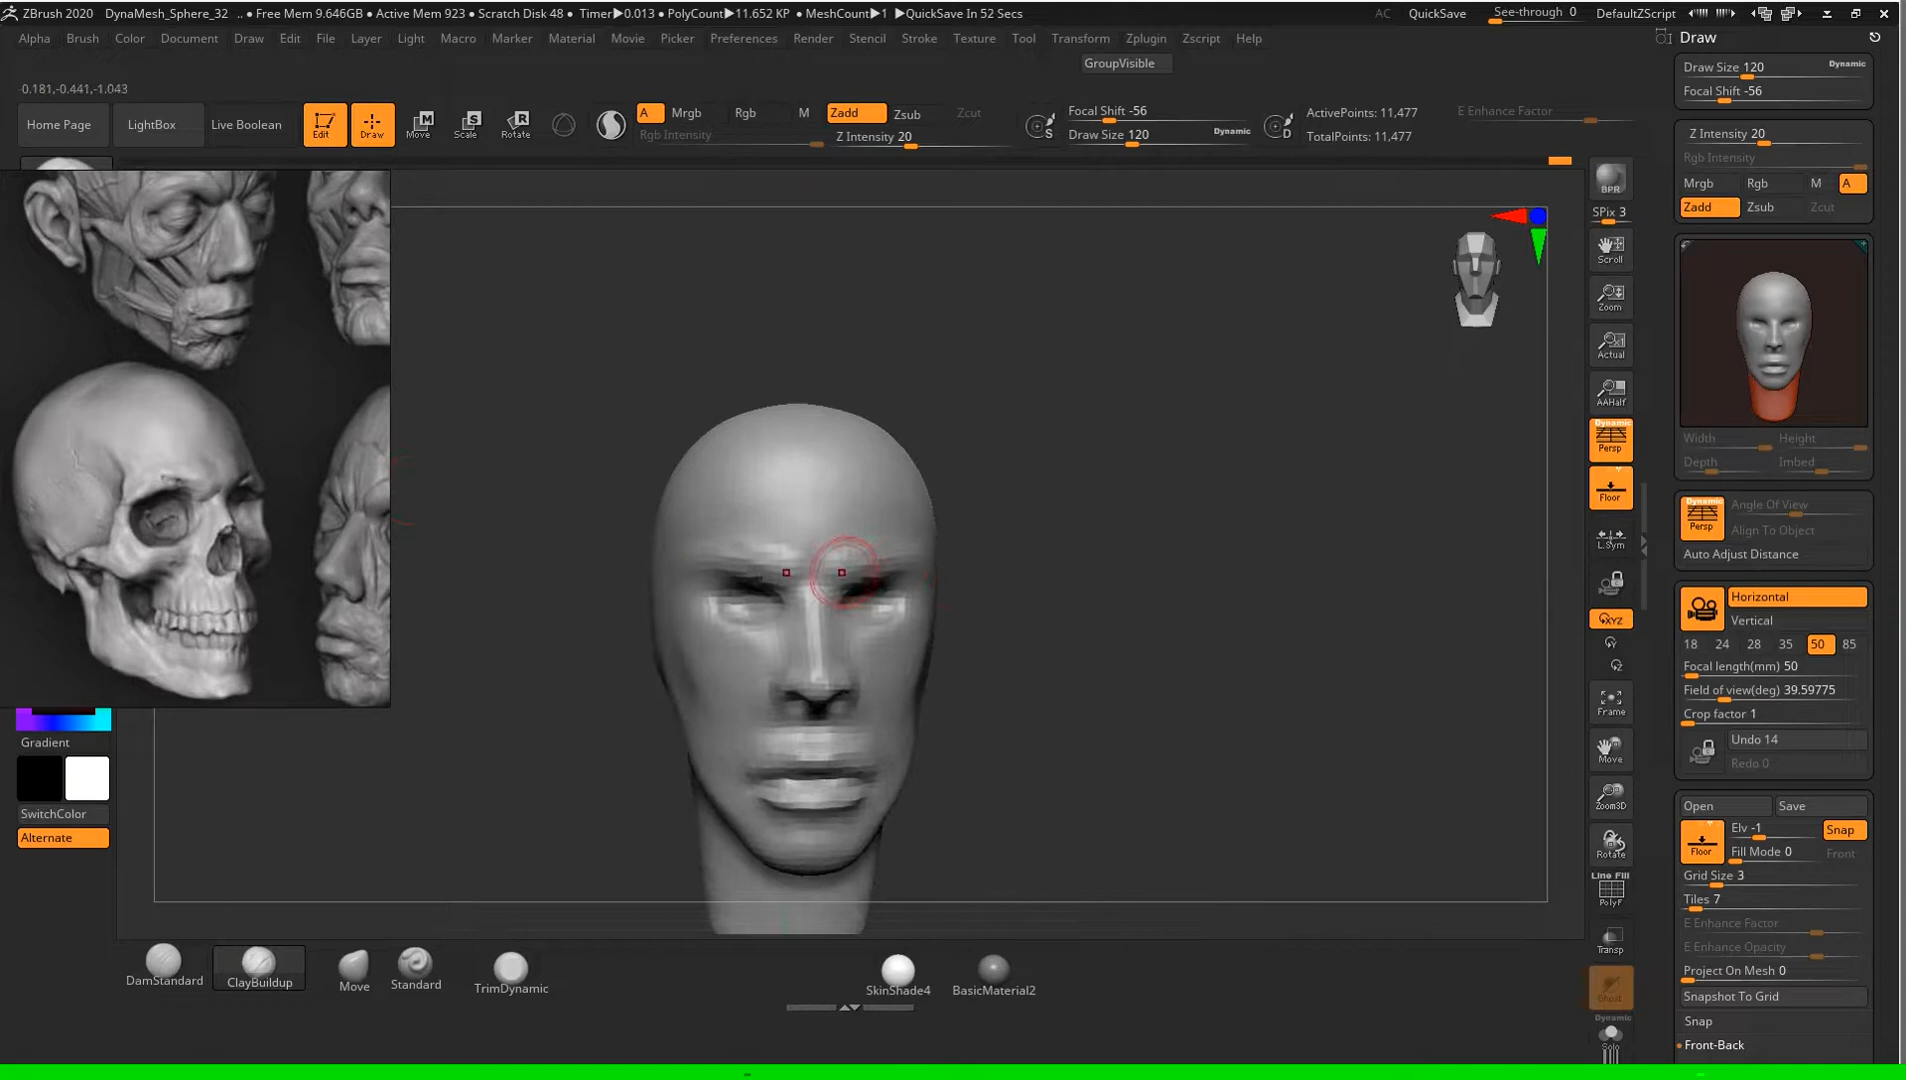 ZBrush 2020 DynaMesh_Sphere_32 .. • Free Mem 9.646GB • Active Mem 923 • Scratch Disk 48 • Timer▶0.013 • PolyCount▶11.652 KP • MeshCount▶1 ▶QuickSave In 52 Secs AC QuickSave See-through 0 DefaultZScript
Alpha Brush Color Document Draw Edit File Layer Light Macro Marker Material Movie Picker Preferences Render Stencil Stroke Texture Tool Transform Zplugin Zscript Help
GroupVisible
-0.181,-0.441,-1.043
Home Page LightBox Live Boolean
Edit Draw Move Scale Rotate
M S R
A Mrgb Rgb M Zadd Zsub Zcut
Rgb Intensity Z Intensity 20
S Focal Shift -56
Draw Size 120 Dynamic
D ActivePoints: 11,477
TotalPoints: 11,477
E Enhance Factor
BPR
SPix 3
Scroll
Zoom
Actual
AAHalf
Dynamic
Persp
Floor
L.Sym
XYZ
Y
Z
Frame
Move
Zoom3D
Rotate
Line Fill
PolyF
Transp
Ghost
Dynamic
Solo
Draw
Draw Size 120 Dynamic
Focal Shift -56
Z Intensity 20
Rgb Intensity
Mrgb Rgb M A
Zadd Zsub Zcut
Width Height
Depth Imbed
Dynamic
Persp
Angle Of View
Align To Object
Auto Adjust Distance
Horizontal
Vertical
18 24 28 35 50 85
Focal length(mm) 50
Field of view(deg) 39.59775
Crop factor 1
Undo 14
Redo 0
Open Save
Floor
Elv -1 Snap
Fill Mode 0 Front
Grid Size 3
Tiles 7
E Enhance Factor
E Enhance Opacity
Project On Mesh 0
Snapshot To Grid
Snap
Front-Back
Gradient
SwitchColor
Alternate
DamStandard ClayBuildup Move Standard TrimDynamic SkinShade4 BasicMaterial2